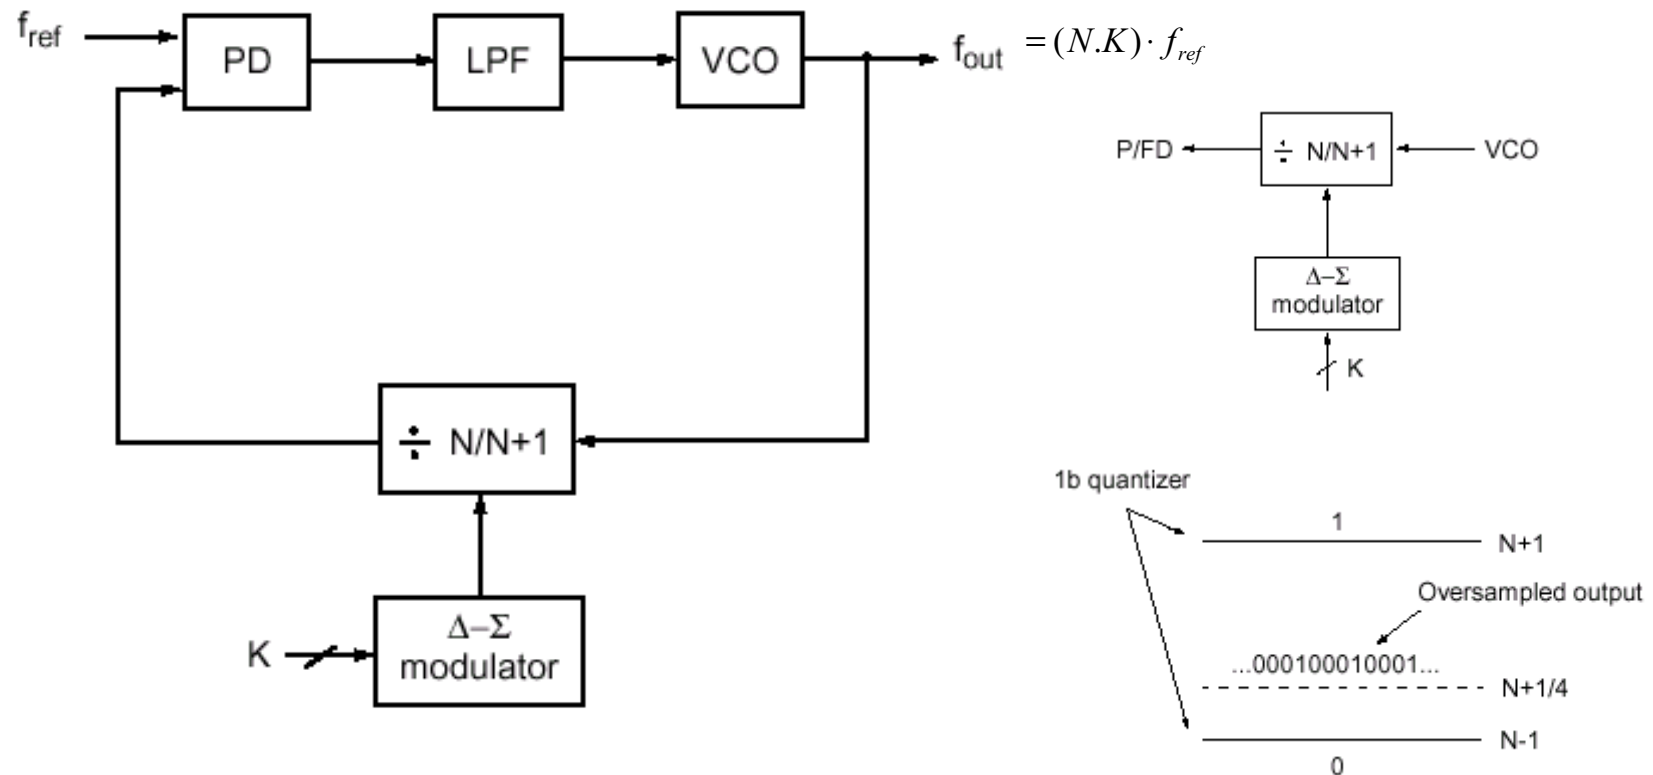 f_ref
PD
LPF
VCO
f_out = (N.K) · f_ref
÷ N/N+1
Δ–Σ
modulator
K
P/FD
÷ N/N+1
VCO
Δ–Σ
modulator
K
1b quantizer
1
N+1
Oversampled output
...000100010001...
N+1/4
N-1
0